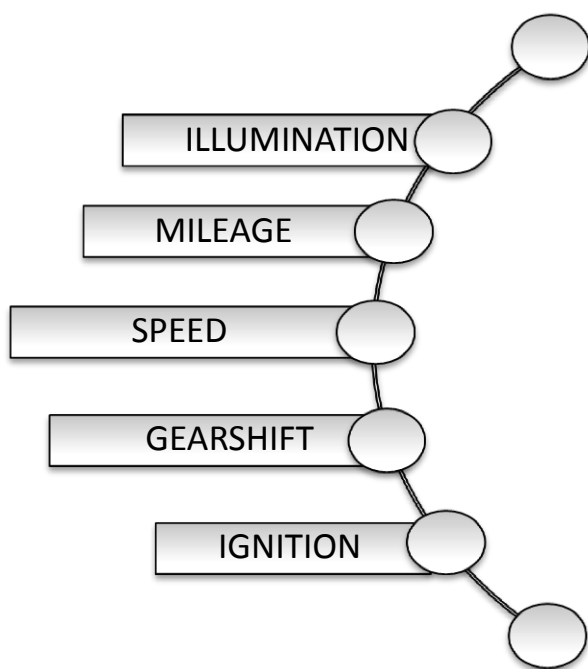 ILLUMINATION
MILEAGE
SPEED
GEARSHIFT
IGNITION